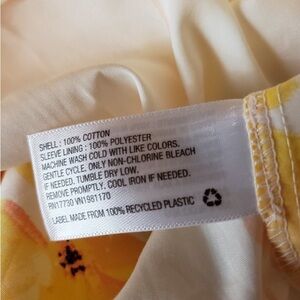 SHELL : 100% COTTON
SLEEVE LINING : 100% POLYESTER
MACHINE WASH COLD WITH LIKE COLORS.
GENTLE CYCLE. ONLY NON-CHLORINE BLEACH
IF NEEDED. TUMBLE DRY LOW.
REMOVE PROMPTLY. COOL IRON IF NEEDED.
RN17730 VN1981170
LABEL MADE FROM 100% RECYCLED PLASTIC